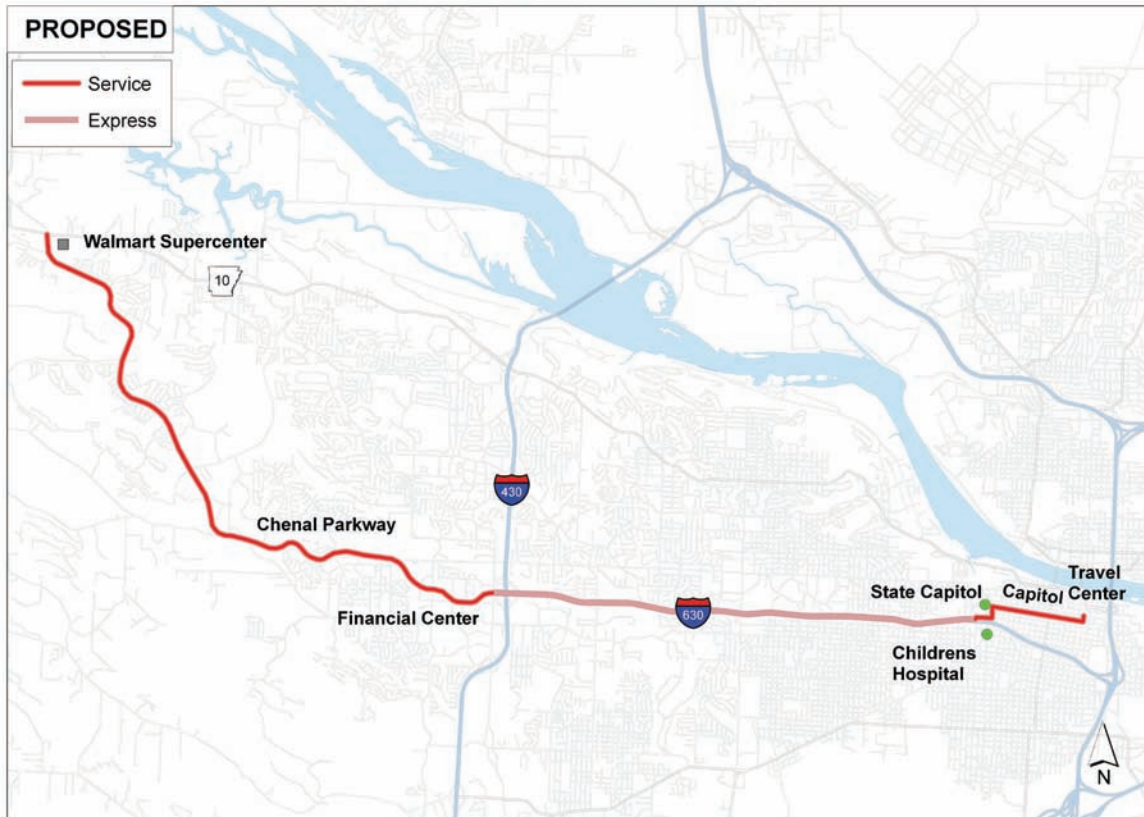 PROPOSED
Service
Express
Walmart Supercenter
10
430
Chenal Parkway
Financial Center
630
State Capitol
Capitol
Travel
Center
Childrens
Hospital
N